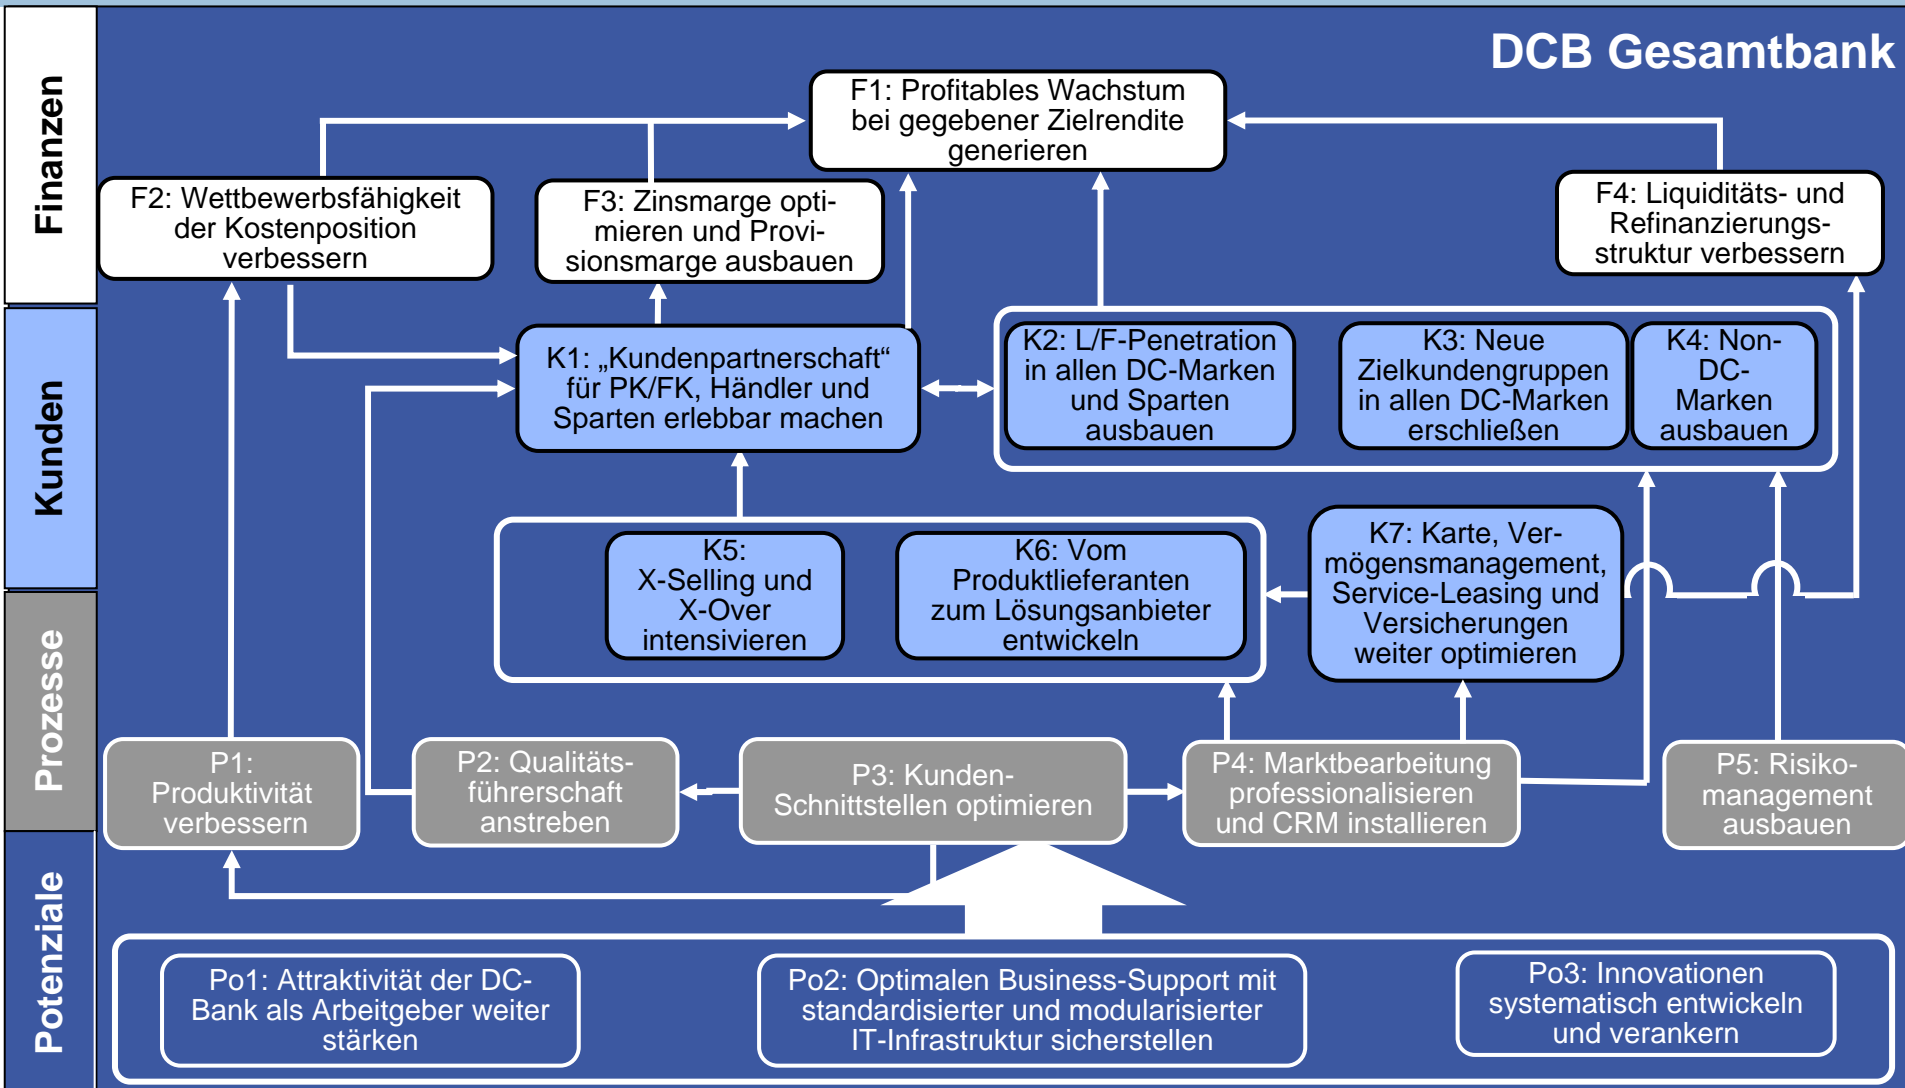 DCB Gesamtbank
Finanzen
F1: Profitables Wachstum
bei gegebener Zielrendite
generieren
F2: Wettbewerbsfähigkeit
der Kostenposition
verbessern
F3: Zinsmarge opti-
mieren und Provi-
sionsmarge ausbauen
F4: Liquiditäts- und
Refinanzierungs-
struktur verbessern
Kunden
K1: „Kundenpartnerschaft“
für PK/FK, Händler und
Sparten erlebbar machen
K2: L/F-Penetration
in allen DC-Marken
und Sparten
ausbauen
K3: Neue
Zielkundengruppen
in allen DC-Marken
erschließen
K4: Non-
DC-
Marken
ausbauen
K5:
X-Selling und
X-Over
intensivieren
K6: Vom
Produktlieferanten
zum Lösungsanbieter
entwickeln
K7: Karte, Ver-
mögensmanagement,
Service-Leasing und
Versicherungen
weiter optimieren
Prozesse
P1:
Produktivität
verbessern
P2: Qualitäts-
führerschaft
anstreben
P3: Kunden-
Schnittstellen optimieren
P4: Marktbearbeitung
professionalisieren
und CRM installieren
P5: Risiko-
management
ausbauen
Potenziale
Po1: Attraktivität der DC-
Bank als Arbeitgeber weiter
stärken
Po2: Optimalen Business-Support mit
standardisierter und modularisierter
IT-Infrastruktur sicherstellen
Po3: Innovationen
systematisch entwickeln
und verankern